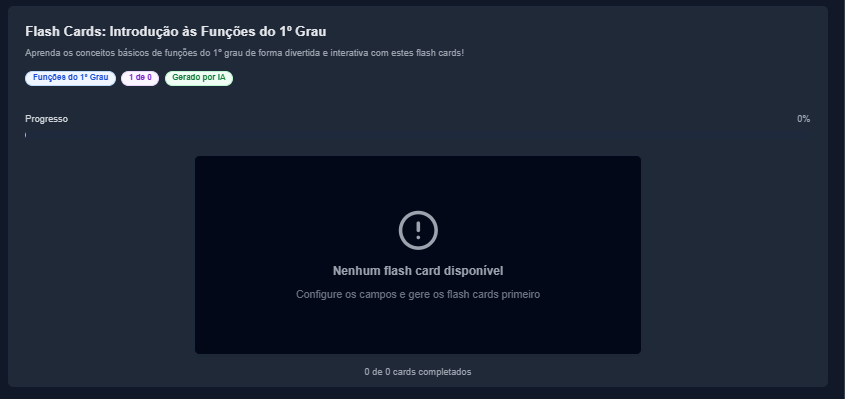 Flash Cards: Introdução às Funções do 1º Grau
Aprenda os conceitos básicos de funções do 1º grau de forma divertida e interativa com estes flash cards!
Funções do 1º Grau 1 de 0 Gerado por IA
Progresso 0%
Nenhum flash card disponível
Configure os campos e gere os flash cards primeiro
0 de 0 cards completados